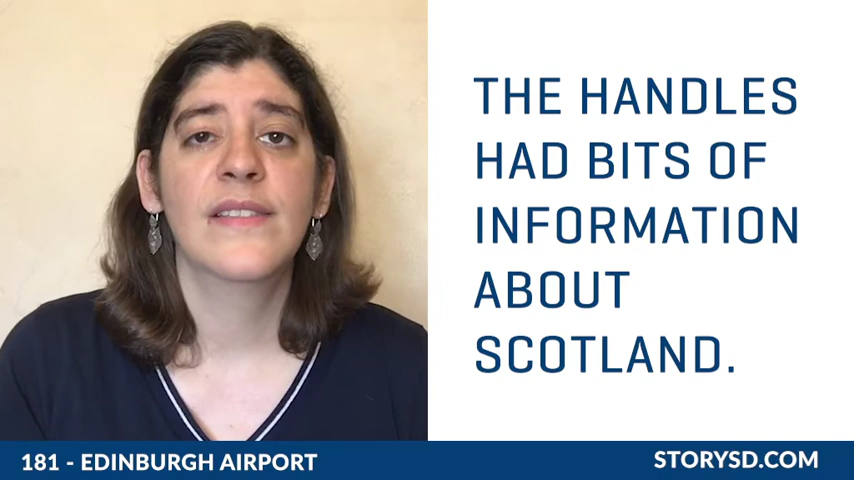 THE HANDLES
HAD BITS OF
INFORMATION
ABOUT
SCOTLAND.
181 - EDINBURGH AIRPORT
STORYSD.COM